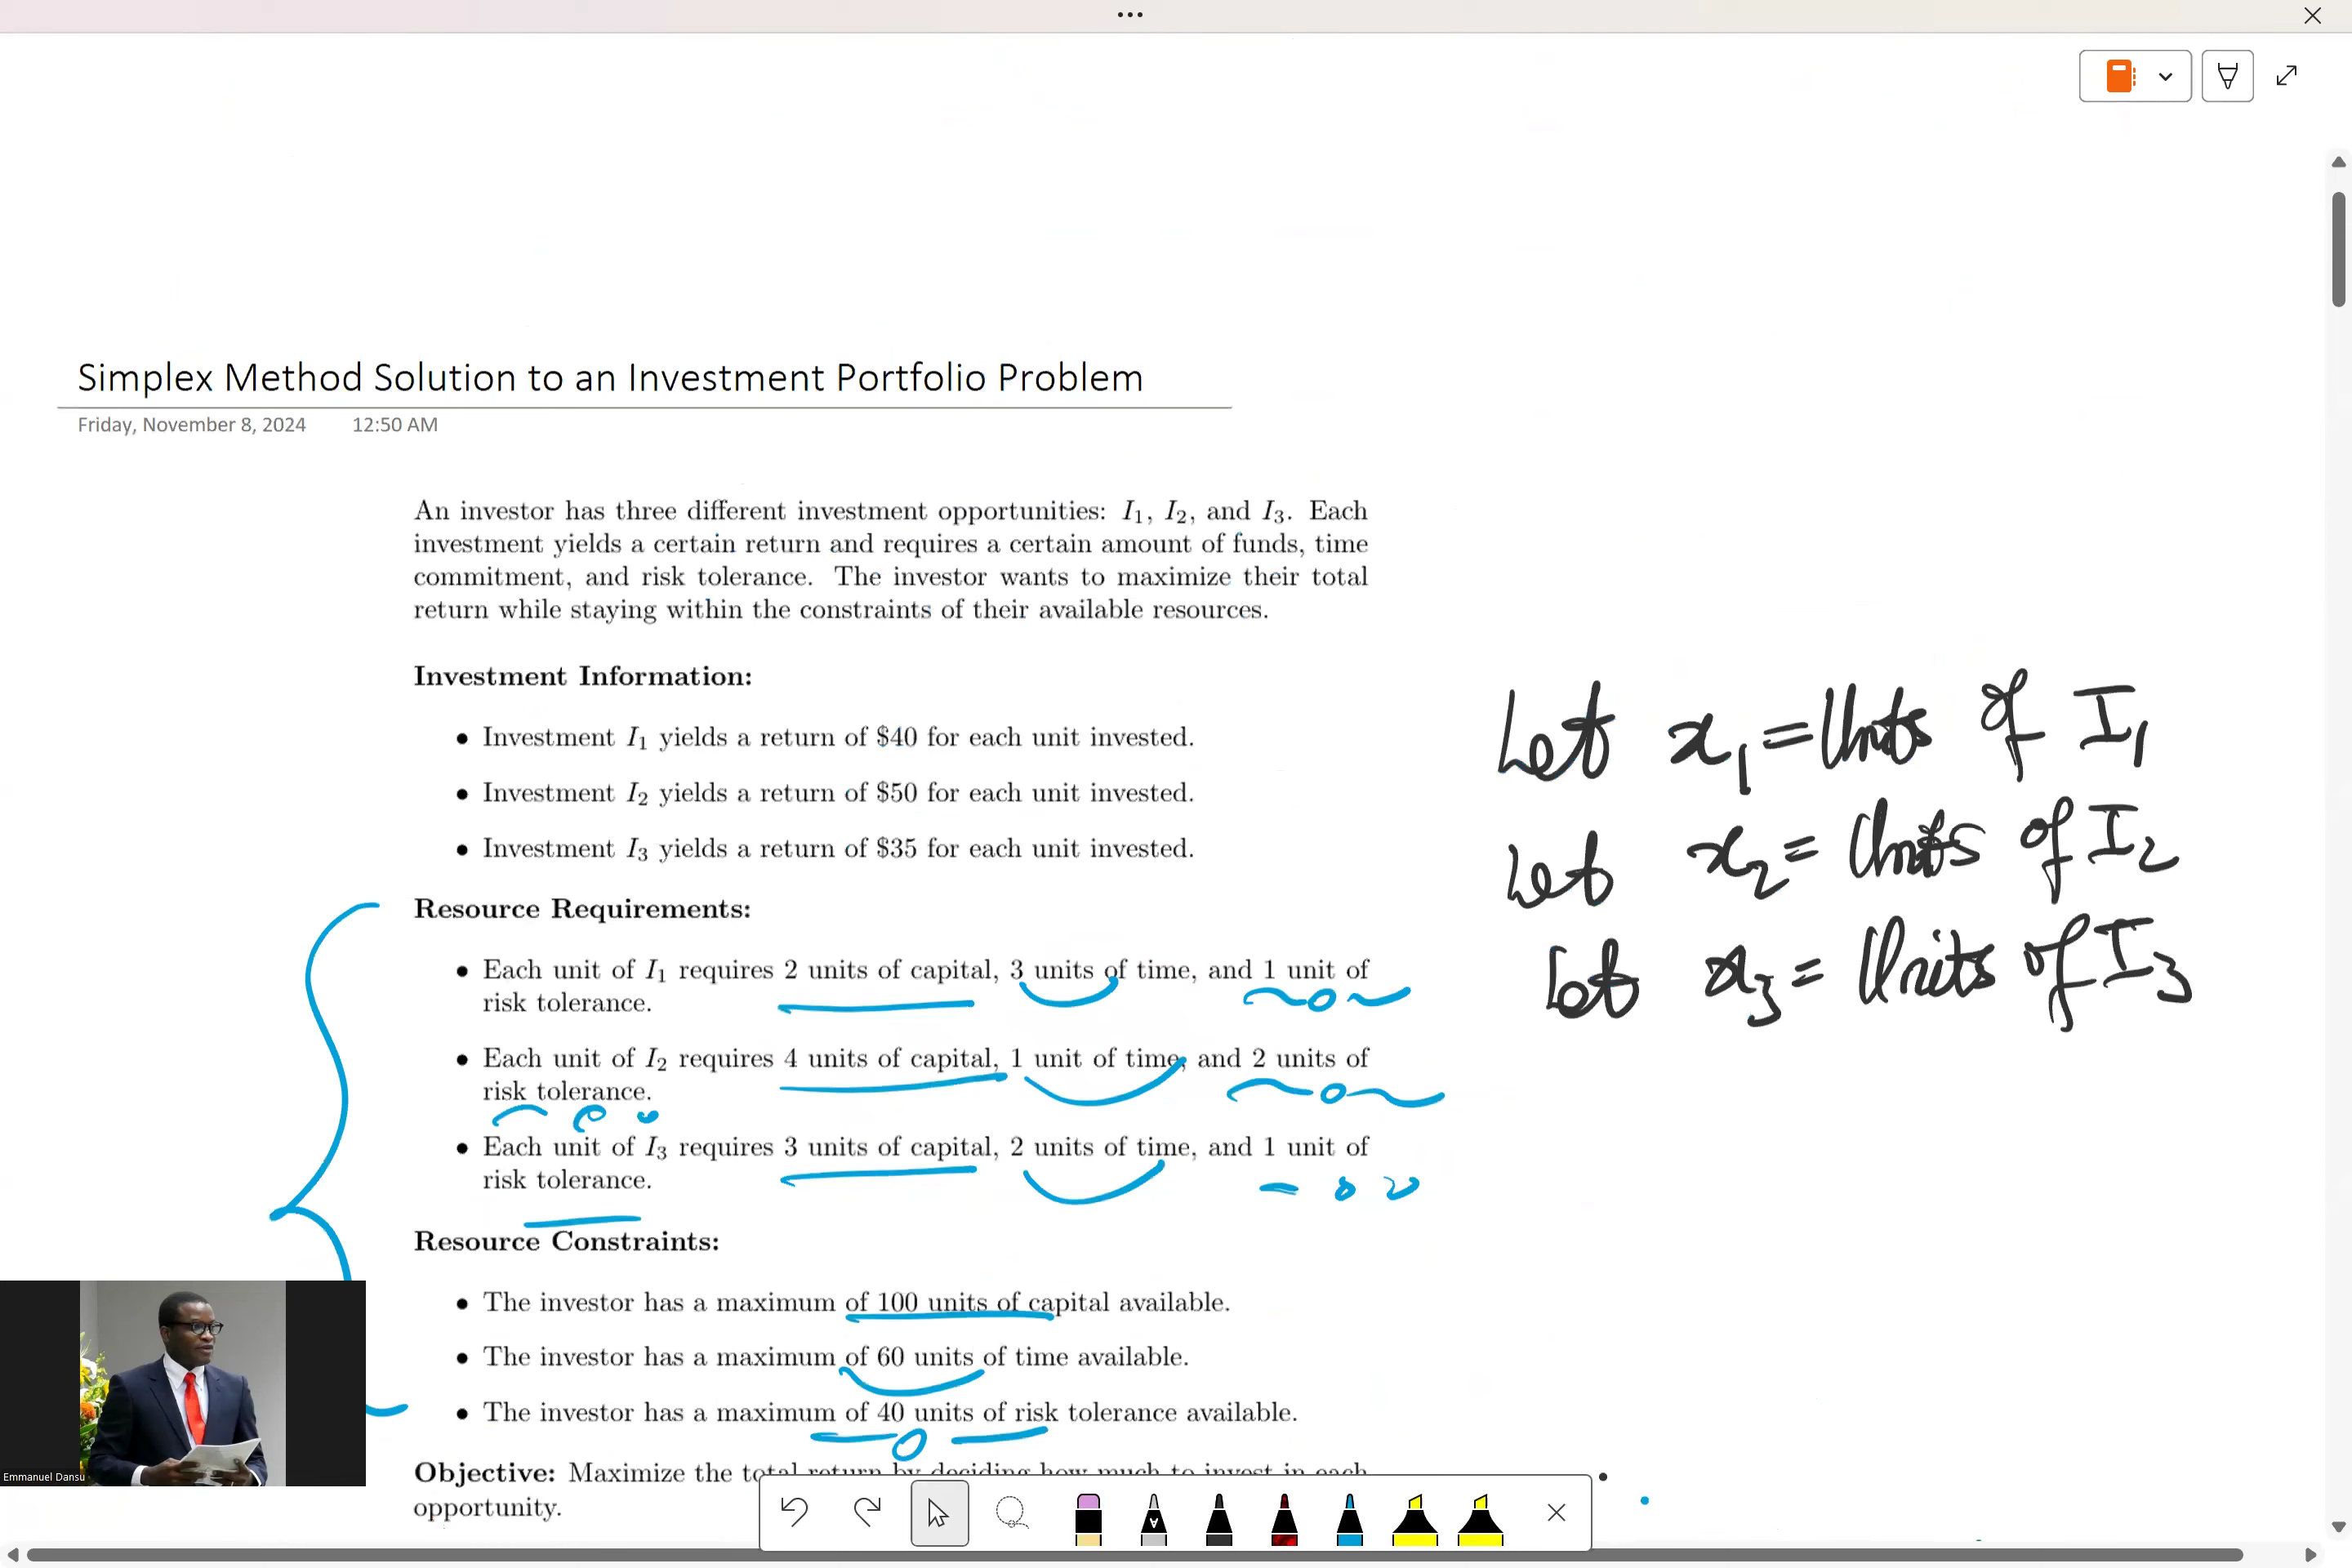 Simplex Method Solution to an Investment Portfolio Problem
Friday, November 8, 2024 12:50 AM
An investor has three different investment opportunities: I₁, I₂, and I₃. Each
investment yields a certain return and requires a certain amount of funds, time
commitment, and risk tolerance. The investor wants to maximize their total
return while staying within the constraints of their available resources.
Investment Information:
• Investment I₁ yields a return of $40 for each unit invested.
• Investment I₂ yields a return of $50 for each unit invested.
• Investment I₃ yields a return of $35 for each unit invested.
Let x₁ = Units of I₁
Let x₂ = Units of I₂
Let x₃ = Units of I₃
Resource Requirements:
• Each unit of I₁ requires 2 units of capital, 3 units of time, and 1 unit of
risk tolerance.
• Each unit of I₂ requires 4 units of capital, 1 unit of time, and 2 units of
risk tolerance.
• Each unit of I₃ requires 3 units of capital, 2 units of time, and 1 unit of
risk tolerance.
Resource Constraints:
• The investor has a maximum of 100 units of capital available.
• The investor has a maximum of 60 units of time available.
• The investor has a maximum of 40 units of risk tolerance available.
Objective: Maximize the total return by deciding how much to invest in each
opportunity.
Emmanuel Dansu